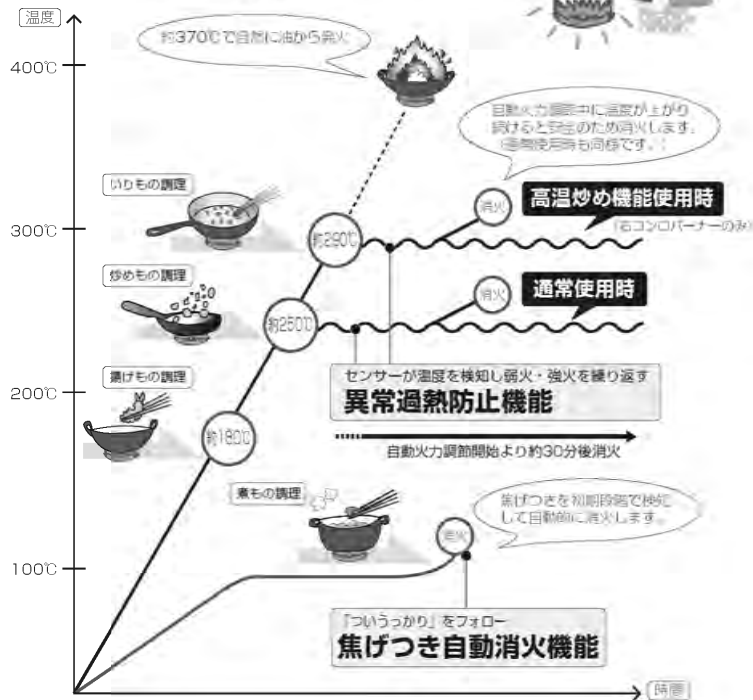 温度
約370℃で自然に油から発火
400℃
自動火力調節中に温度が上がり
続けると安全のため消火します。
(通常使用時も同様です。)
いりもの調理
消火
高温炒め機能使用時
(右コンロバーナーのみ)
300℃
約290℃
炒めもの調理
消火
通常使用時
約250℃
揚げもの調理
センサーが温度を検知し弱火・強火を繰り返す
異常過熱防止機能
200℃
約180℃
自動火力調節開始より約30分後消火
煮もの調理
焦げつきを初期段階で検知
して自動的に消火します。
消火
100℃
「ついうっかり」をフォロー
焦げつき自動消火機能
時間